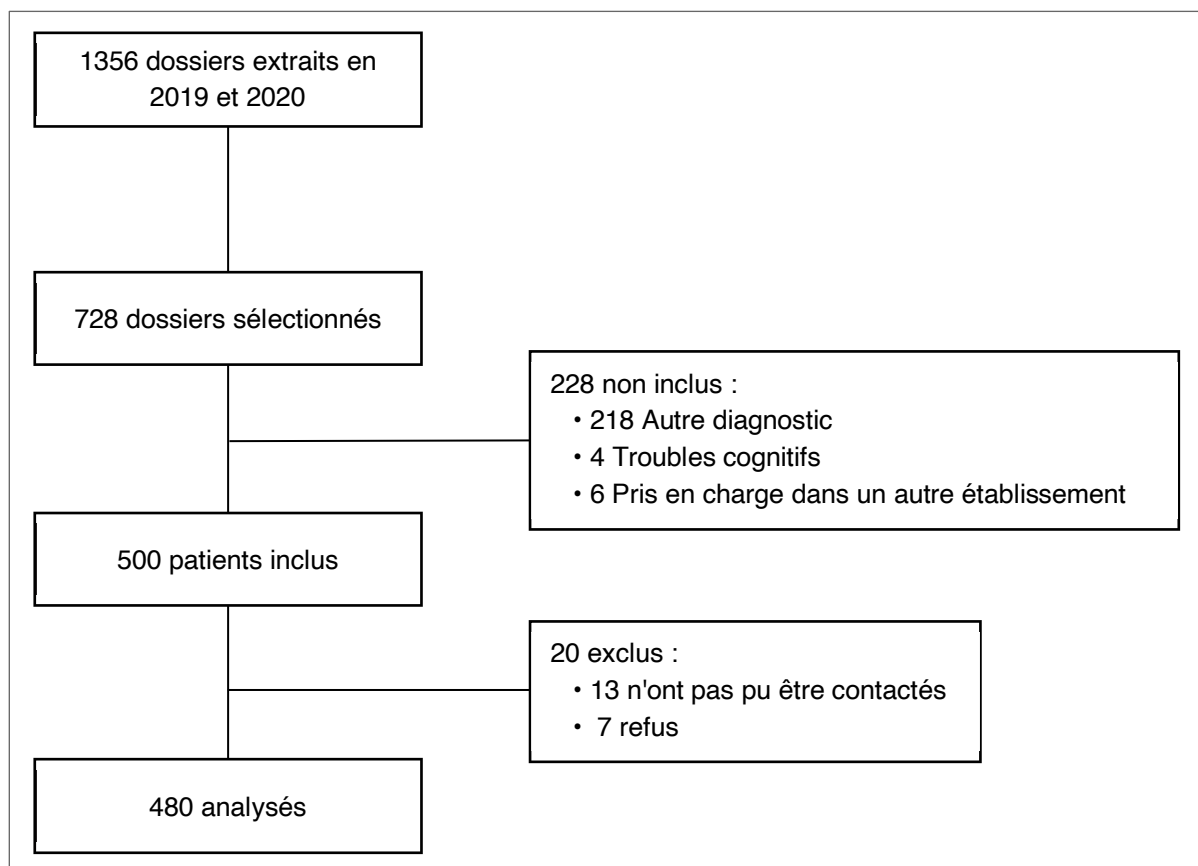 1356 dossiers extraits en
2019 et 2020
728 dossiers sélectionnés
228 non inclus :
• 218 Autre diagnostic
• 4 Troubles cognitifs
• 6 Pris en charge dans un autre établissement
500 patients inclus
20 exclus :
• 13 n'ont pas pu être contactés
• 7 refus
480 analysés